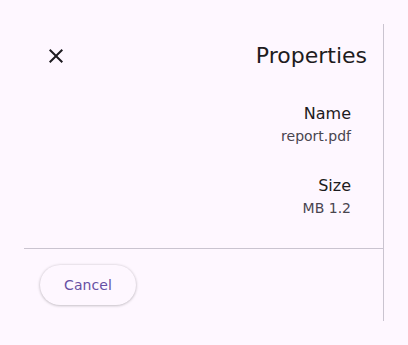 Properties
Name
report.pdf
Size
MB 1.2
Cancel